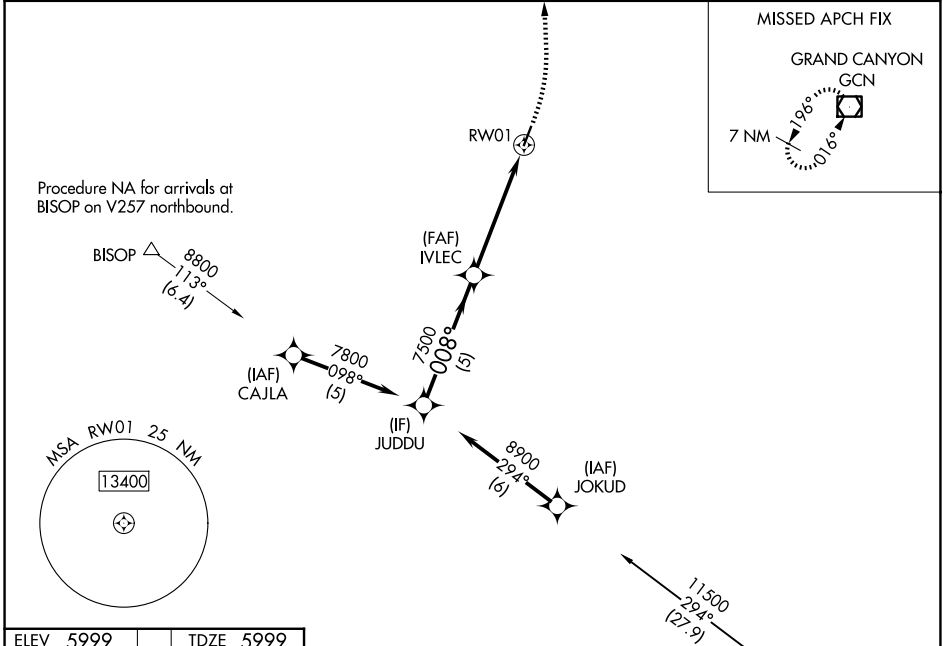 MISSED APCH FIX
GRAND CANYON
GCN
196°
016°
7 NM
RW01
Procedure NA for arrivals at
BISOP on V257 northbound.
BISOP
8800
113°
(6.4)
(FAF)
IVLEC
7500
008°
(5)
(IAF)
CAJLA
7800
098°
(5)
(IF)
JUDDU
8900
294°
(6)
(IAF)
JOKUD
11500
294°
(27.9)
MSA RW01 25 NM
13400
ELEV 5999
TDZE 5999